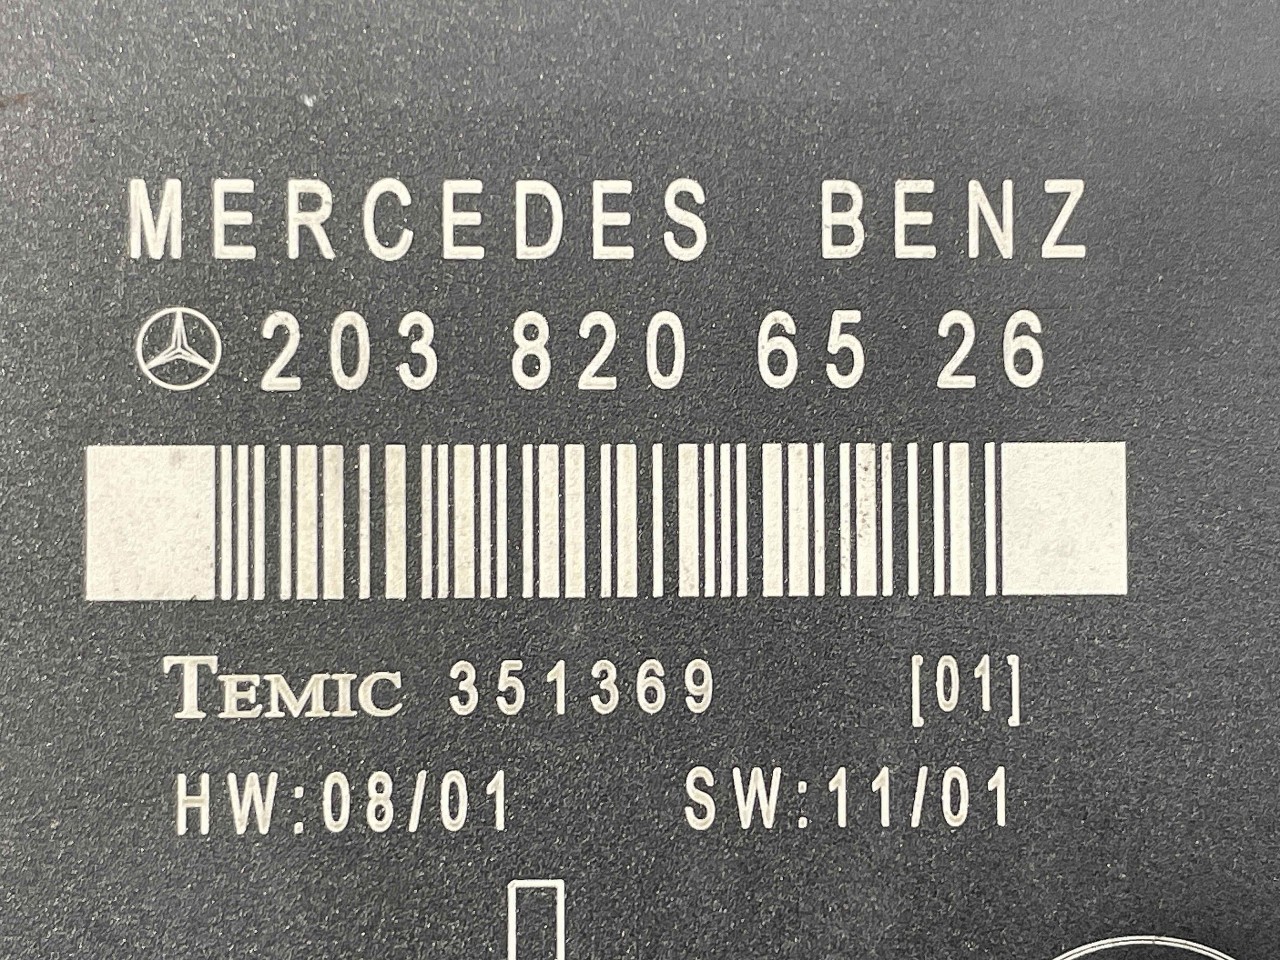 MERCEDES BENZ
203 820 65 26
TEMIC 351369 [01]
HW:08/01 SW:11/01